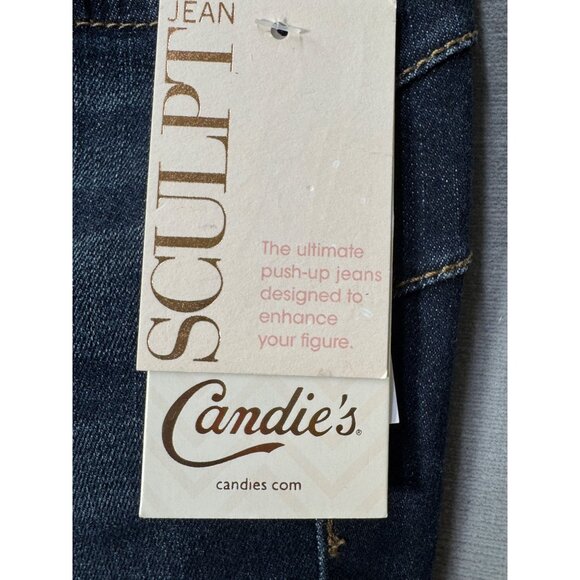 JEAN
SCULPT
The ultimate
push-up jeans
designed to
enhance
your figure.
Candie's®
candies com